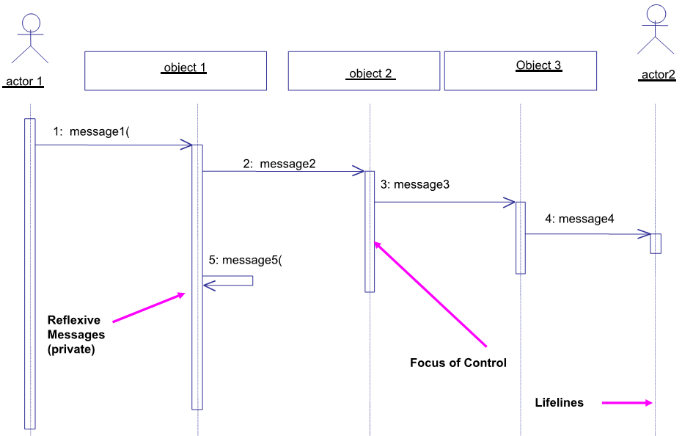 actor 1
object 1
object 2
Object 3
actor2
1:  message1(
2:  message2
3: message3
4: message4
5: message5(
Reflexive
Messages
(private)
Focus of Control
Lifelines